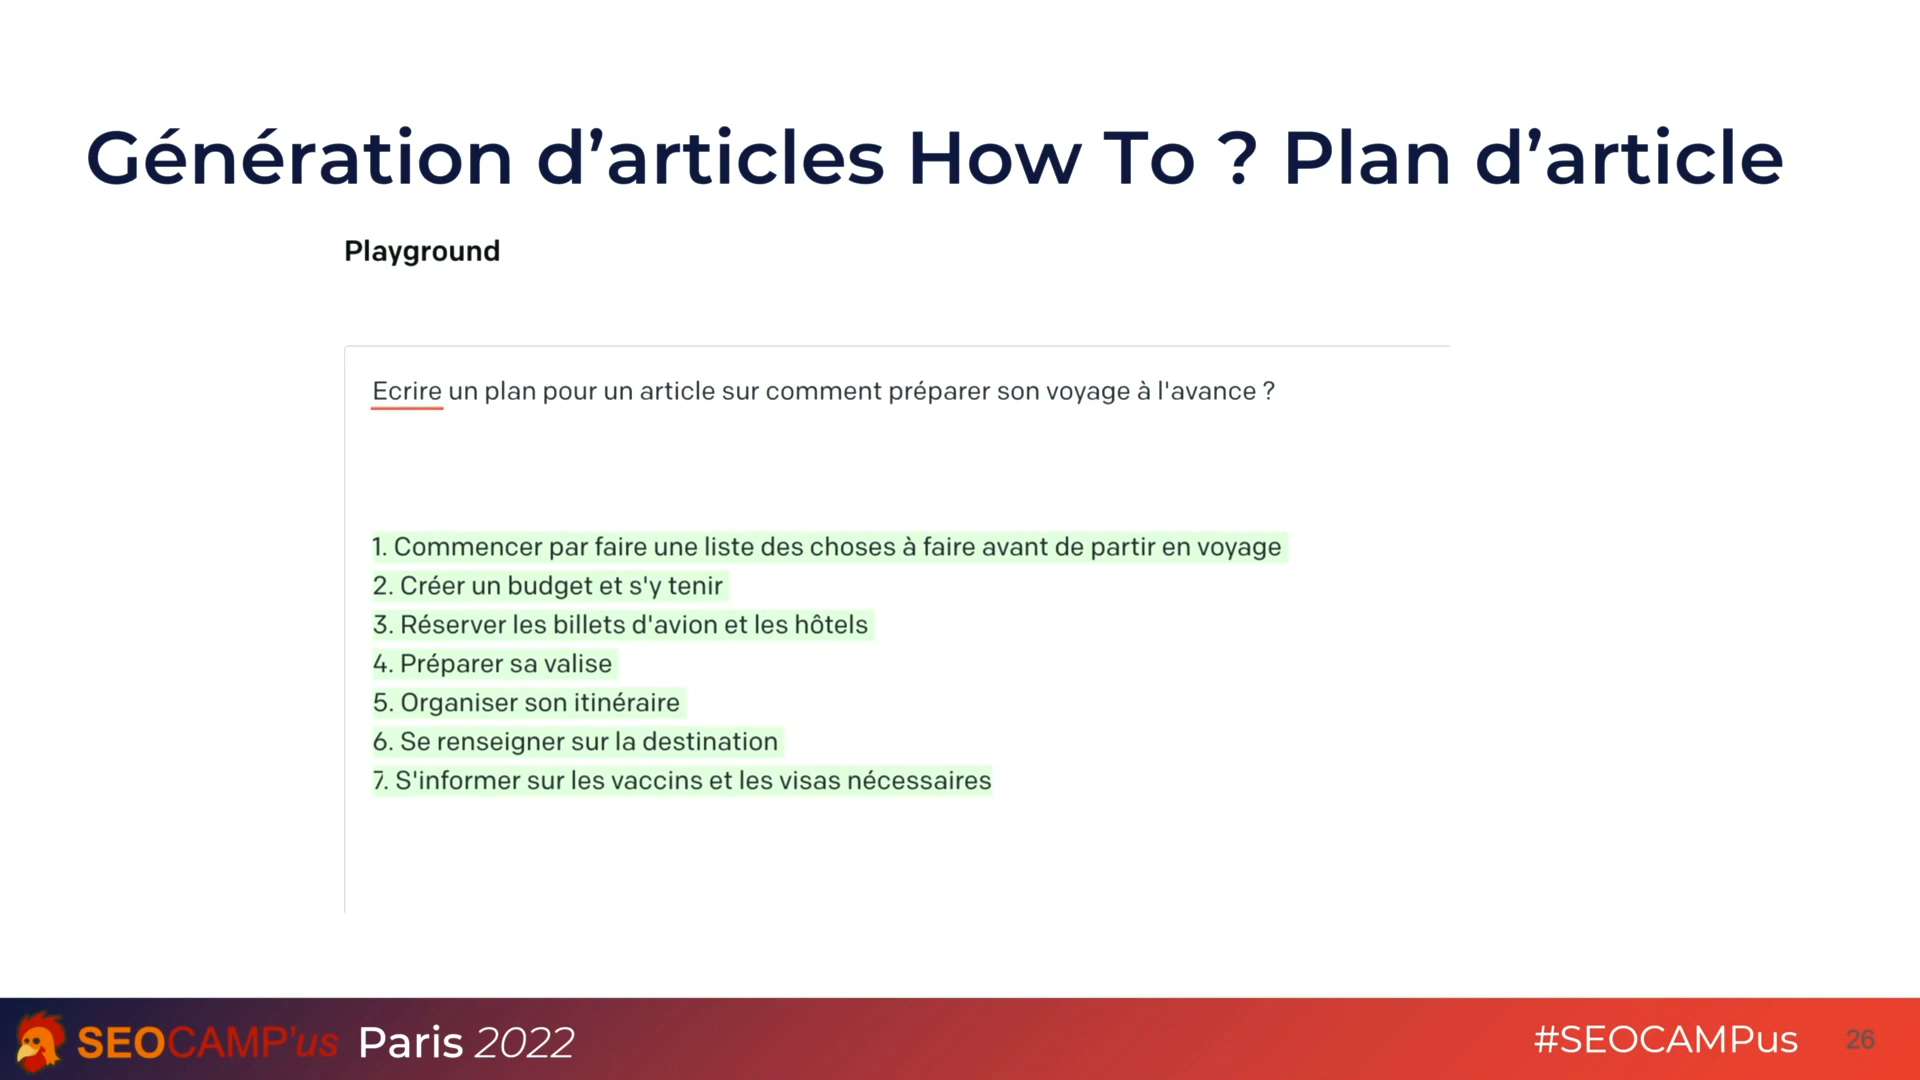 Génération d’articles How To ? Plan d’article
Playground
Ecrire un plan pour un article sur comment préparer son voyage à l'avance ?
1. Commencer par faire une liste des choses à faire avant de partir en voyage
2. Créer un budget et s'y tenir
3. Réserver les billets d'avion et les hôtels
4. Préparer sa valise
5. Organiser son itinéraire
6. Se renseigner sur la destination
7. S'informer sur les vaccins et les visas nécessaires
SEOCAMP'us Paris 2022
#SEOCAMPus 26